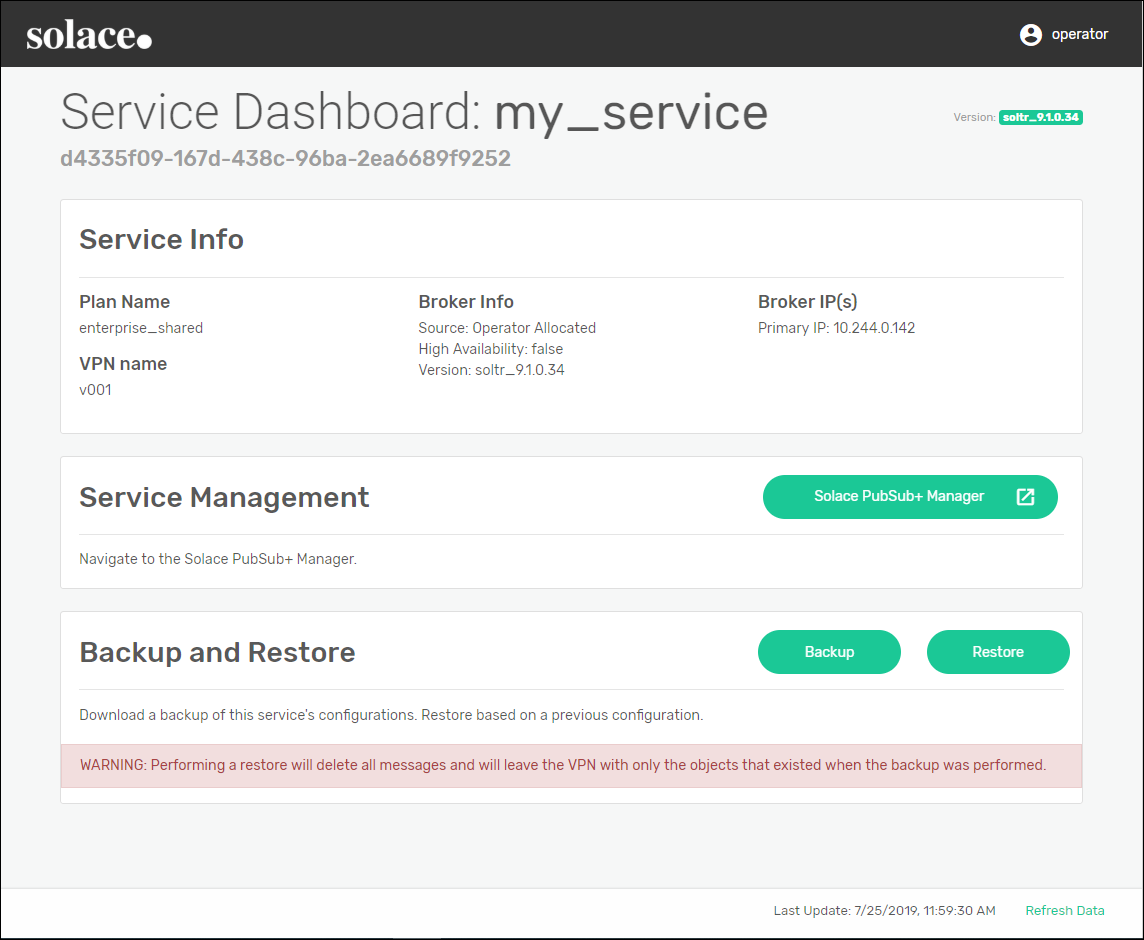 solace.
operator
Service Dashboard: my_service
Version: soltr_9.1.0.34
d4335f09-167d-438c-96ba-2ea6689f9252
Service Info
Plan Name
enterprise_shared
VPN name
v001
Broker Info
Source: Operator Allocated
High Availability: false
Version: soltr_9.1.0.34
Broker IP(s)
Primary IP: 10.244.0.142
Service Management
Solace PubSub+ Manager
Navigate to the Solace PubSub+ Manager.
Backup and Restore
Backup
Restore
Download a backup of this service's configurations. Restore based on a previous configuration.
WARNING: Performing a restore will delete all messages and will leave the VPN with only the objects that existed when the backup was performed.
Last Update: 7/25/2019, 11:59:30 AM
Refresh Data